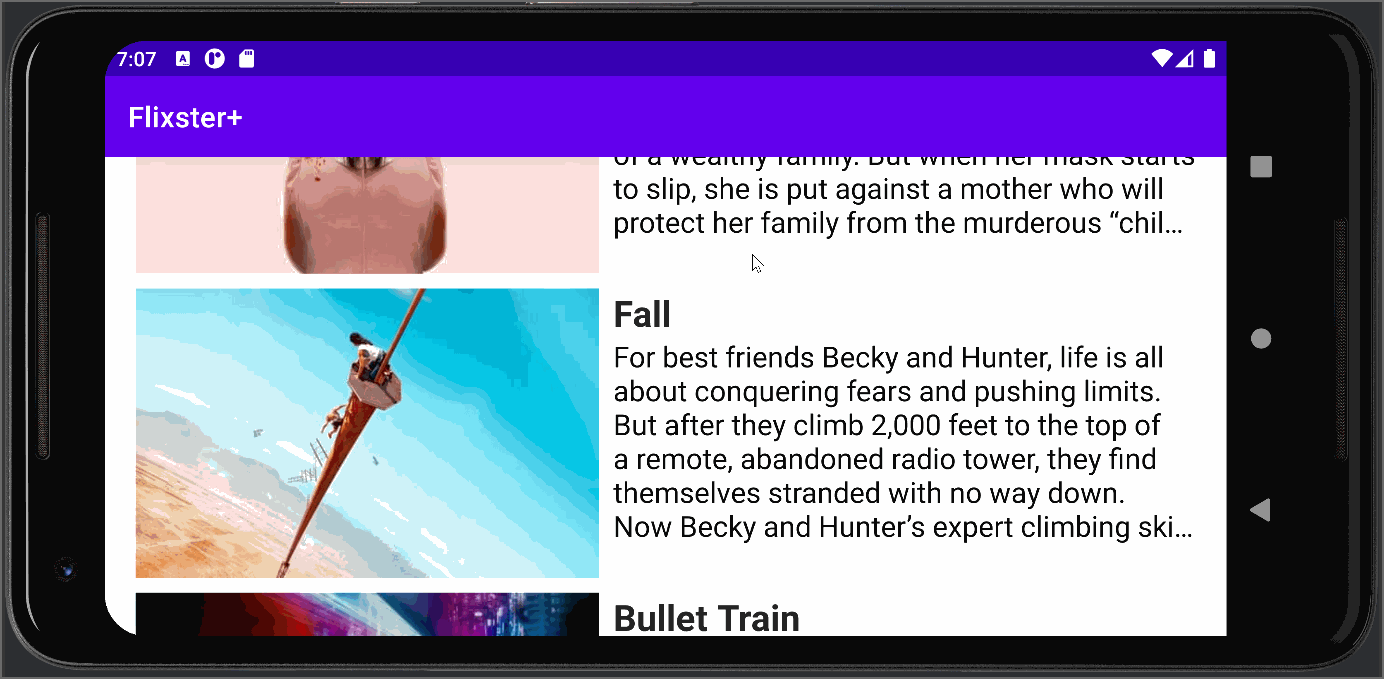 7:07
Flixster+
of a wealthy family. But when her mask starts
to slip, she is put against a mother who will
protect her family from the murderous “chil…
Fall
For best friends Becky and Hunter, life is all
about conquering fears and pushing limits.
But after they climb 2,000 feet to the top of
a remote, abandoned radio tower, they find
themselves stranded with no way down.
Now Becky and Hunter’s expert climbing ski…
Bullet Train